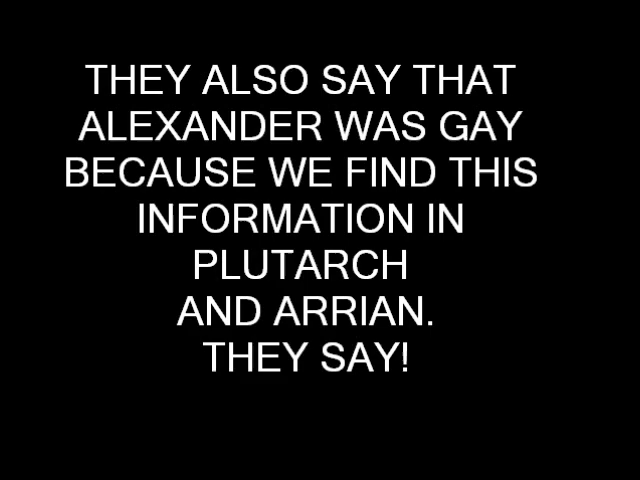 THEY ALSO SAY THAT
ALEXANDER WAS GAY
BECAUSE WE FIND THIS
INFORMATION IN
PLUTARCH
AND ARRIAN.
THEY SAY!